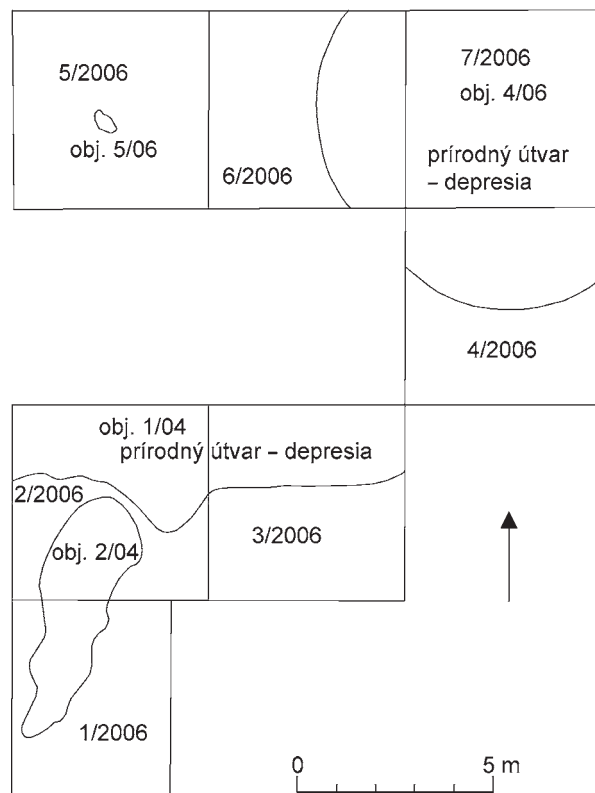 5/2006
obj. 5/06
6/2006
7/2006
obj. 4/06
prírodný útvar
– depresia
4/2006
obj. 1/04
prírodný útvar – depresia
2/2006
obj. 2/04
3/2006
1/2006
0 5 m